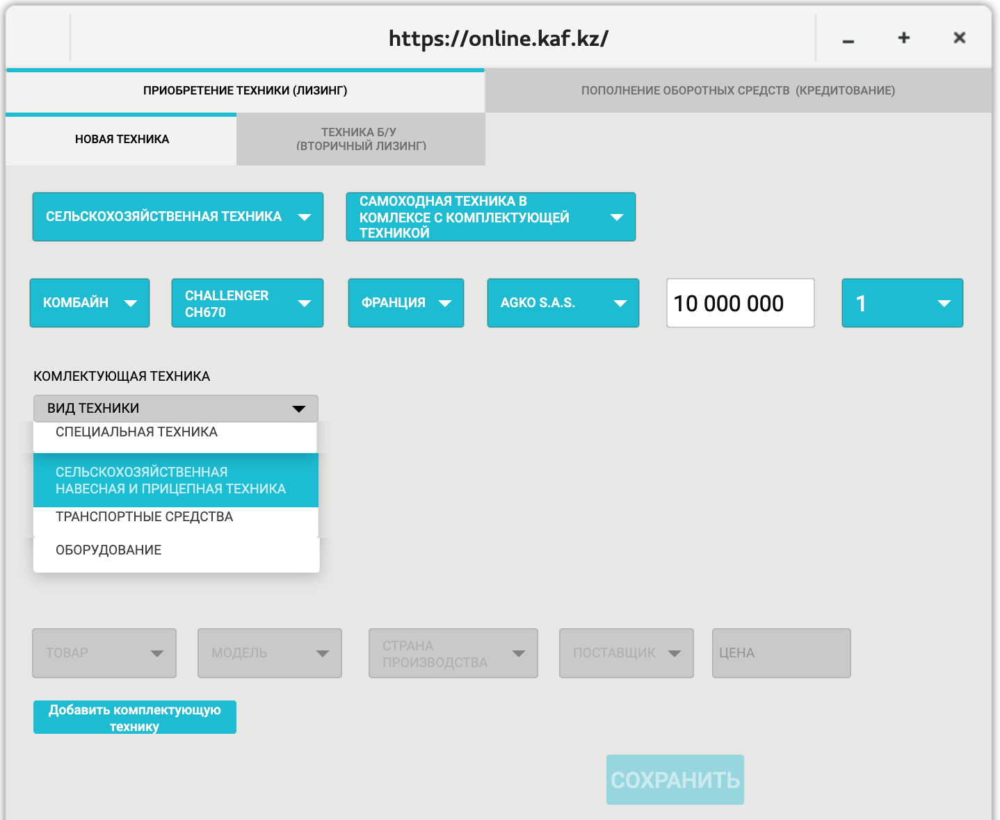 https://online.kaf.kz/
ПРИОБРЕТЕНИЕ ТЕХНИКИ (ЛИЗИНГ)
ПОПОЛНЕНИЕ ОБОРОТНЫХ СРЕДСТВ (КРЕДИТОВАНИЕ)
НОВАЯ ТЕХНИКА
ТЕХНИКА Б/У
(ВТОРИЧНЫЙ ЛИЗИНГ)
СЕЛЬСКОХОЗЯЙСТВЕННАЯ ТЕХНИКА
САМОХОДНАЯ ТЕХНИКА В
КОМЛЕКСЕ С КОМПЛЕКТУЮЩЕЙ
ТЕХНИКОЙ
КОМБАЙН
CHALLENGER
CH670
ФРАНЦИЯ
AGKO S.A.S.
10 000 000
1
КОМЛЕКТУЮЩАЯ ТЕХНИКА
ВИД ТЕХНИКИ
СПЕЦИАЛЬНАЯ ТЕХНИКА
СЕЛЬСКОХОЗЯЙСТВЕННАЯ
НАВЕСНАЯ И ПРИЦЕПНАЯ ТЕХНИКА
ТРАНСПОРТНЫЕ СРЕДСТВА
ОБОРУДОВАНИЕ
ТОВАР
МОДЕЛЬ
СТРАНА
ПРОИЗВОДСТВА
ПОСТАВЩИК
ЦЕНА
Добавить комплектующую
технику
СОХРАНИТЬ